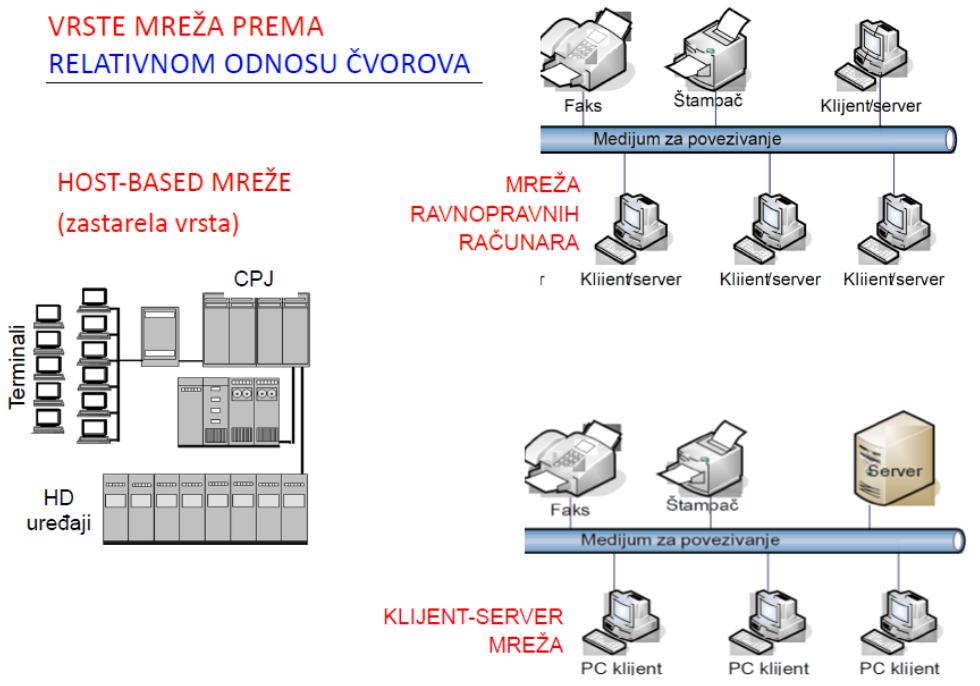 VRSTE MREŽA PREMA
RELATIVNOM ODNOSU ČVOROVA
HOST-BASED MREŽE
(zastarela vrsta)
CPJ
Terminali
HD
uređaji
Faks
Štampač
Klijent/server
Medijum za povezivanje
MREŽA
RAVNOPRAVNIH
RAČUNARA
r
Klijent/server
Klijent/server
Klijent/server
Faks
Štampač
Server
Medijum za povezivanje
KLIJENT-SERVER
MREŽA
PC klijent
PC klijent
PC klijent